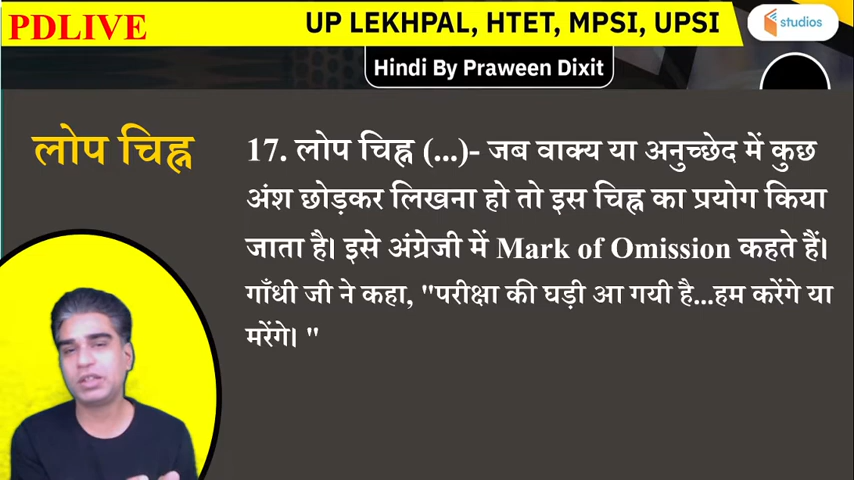 PDLIVE
UP LEKHPAL, HTET, MPSI, UPSI
studios
Hindi By Praween Dixit
लोप चिह्न
17. लोप चिह्न (...)- जब वाक्य या अनुच्छेद में कुछ
अंश छोड़कर लिखना हो तो इस चिह्न का प्रयोग किया
जाता है। इसे अंग्रेजी में Mark of Omission कहते हैं।
गाँधी जी ने कहा, "परीक्षा की घड़ी आ गयी है...हम करेंगे या
मरेंगे। "